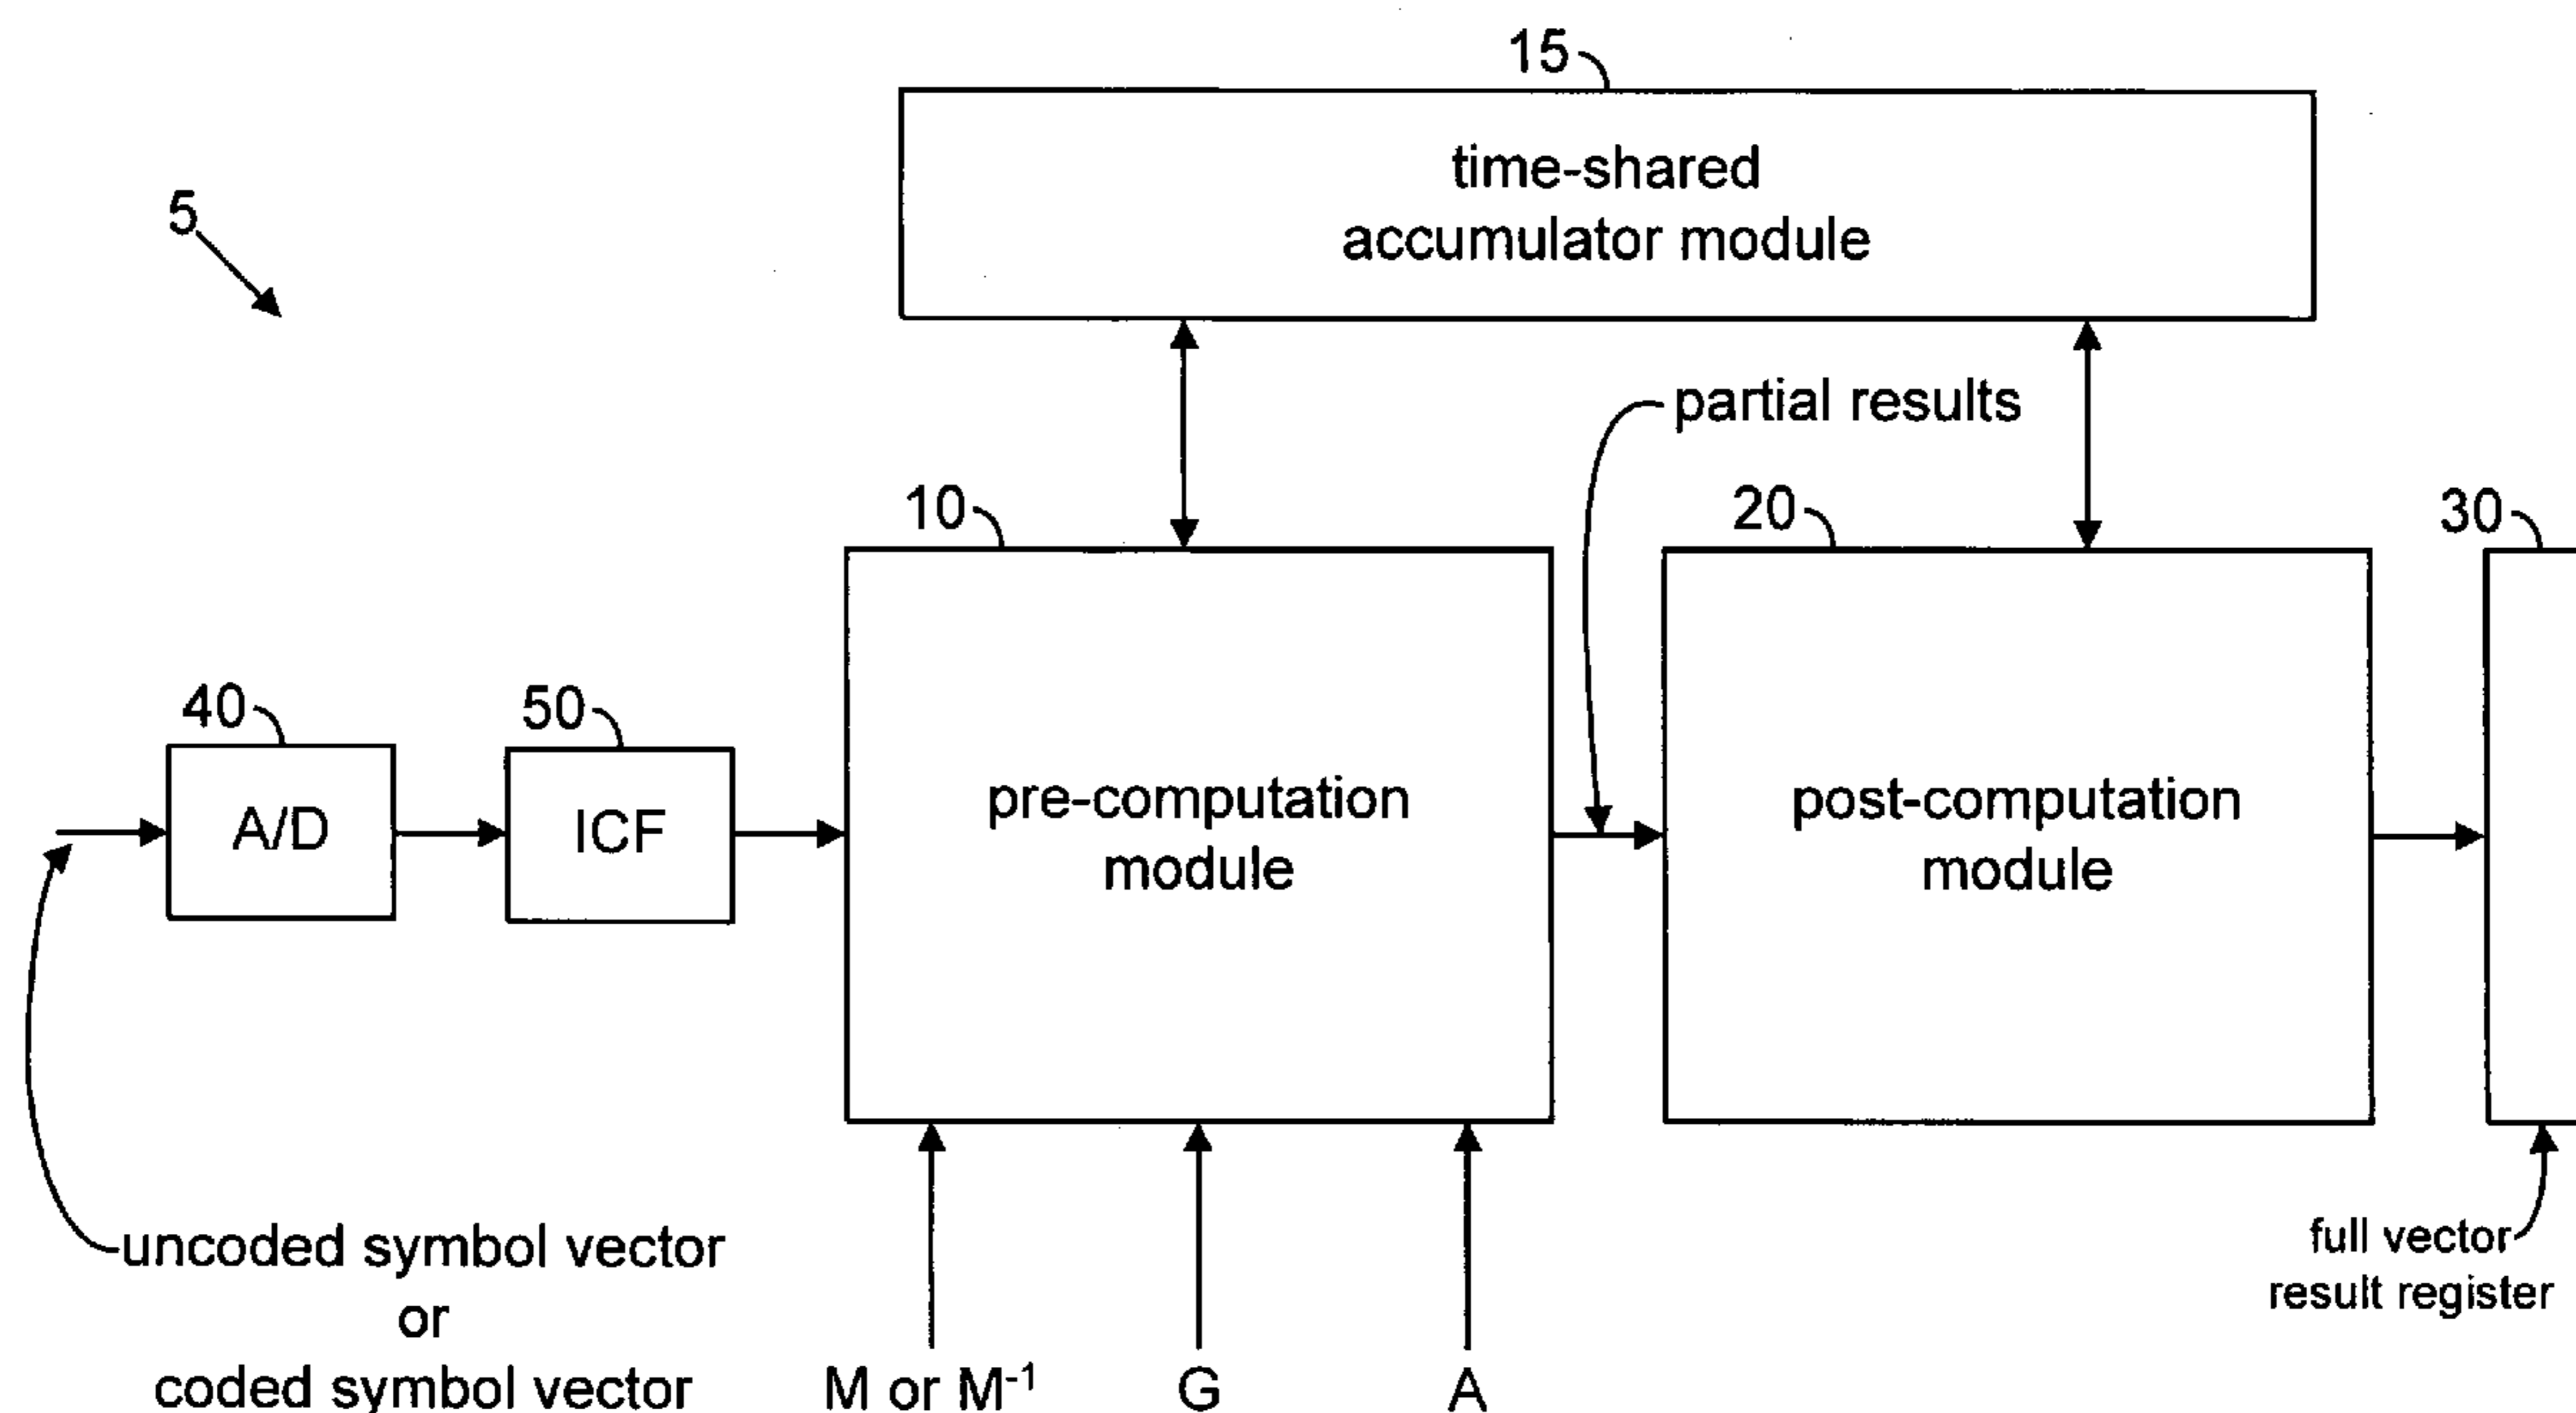 15
time-shared
accumulator module
5
partial results
10
20
30
40
50
A/D
ICF
pre-computation
module
post-computation
module
uncoded symbol vector
or
coded symbol vector
M or M⁻¹
G
A
full vector
result register